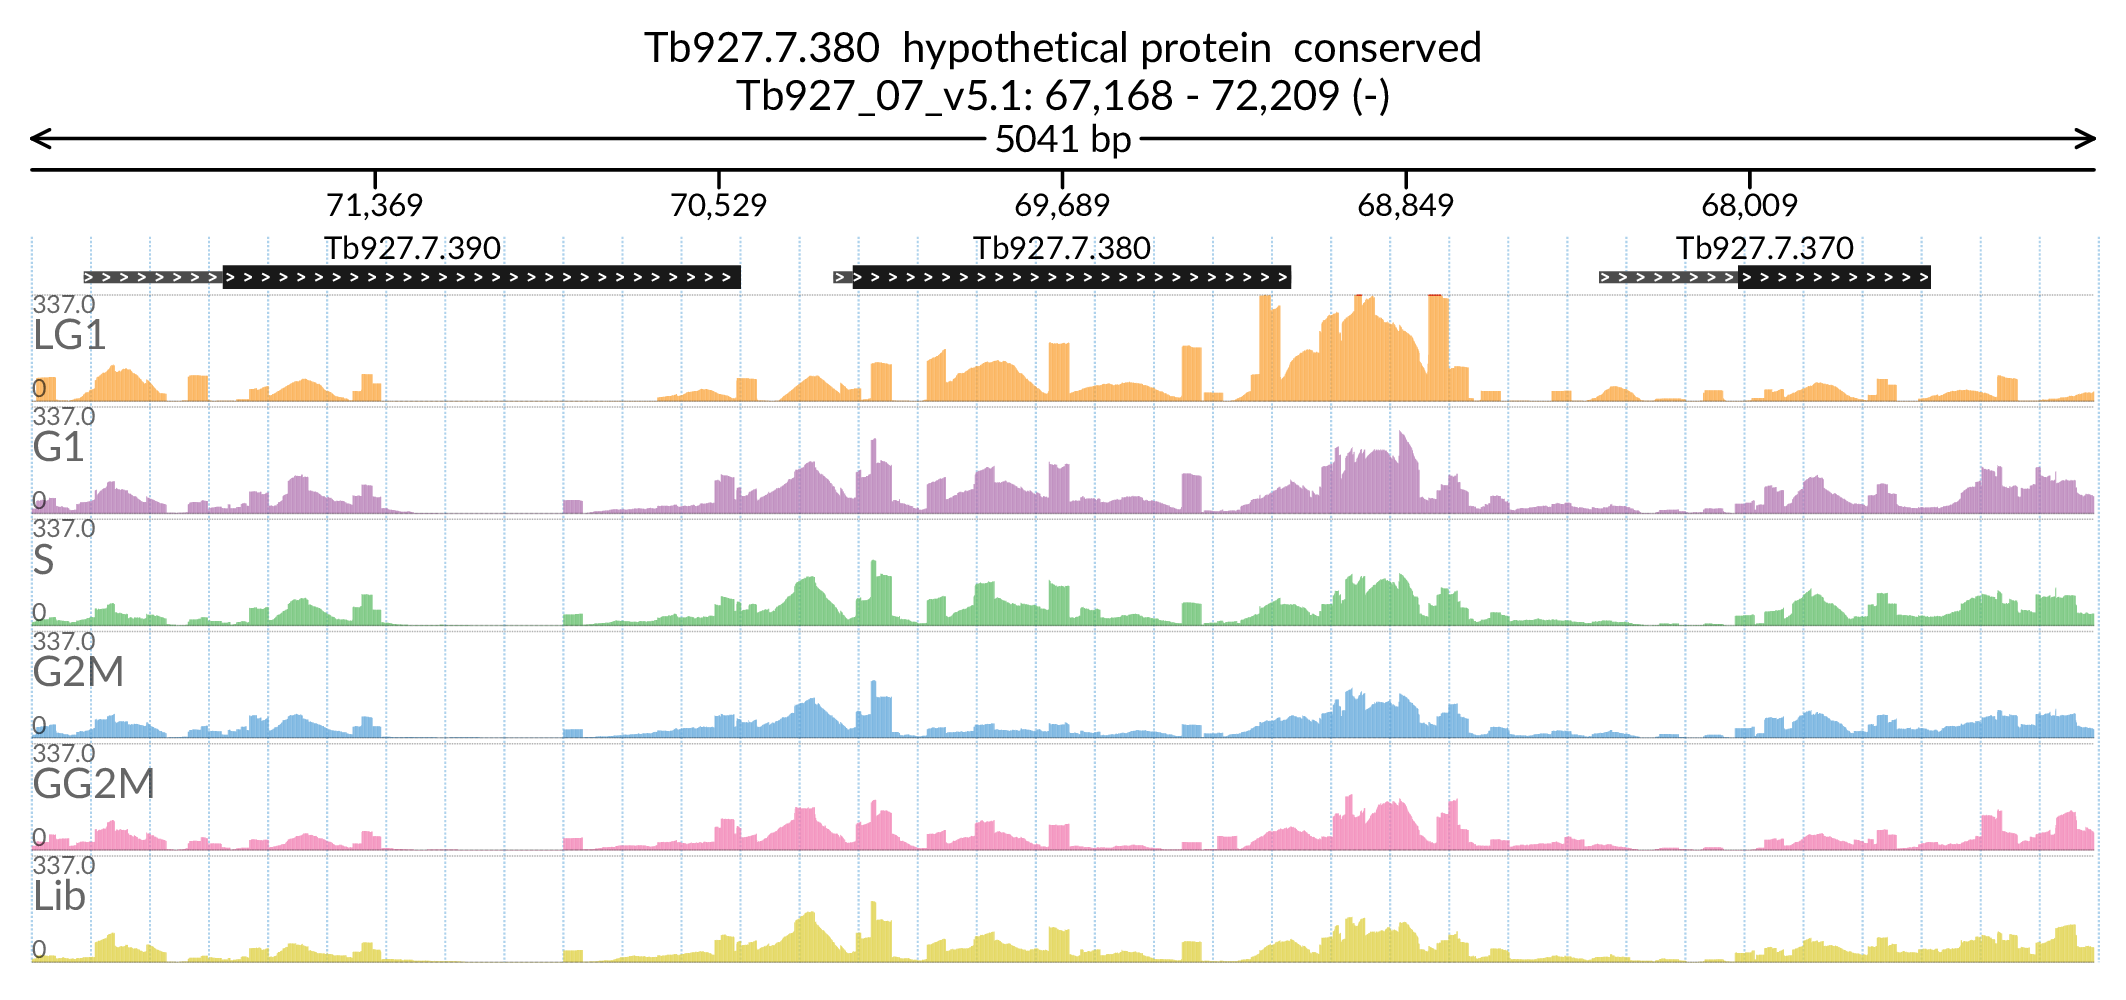 Tb927.7.380  hypothetical protein  conserved
Tb927_07_v5.1: 67,168 - 72,209 (-)
5041 bp
71,369 70,529 69,689 68,849 68,009
Tb927.7.390 Tb927.7.380 Tb927.7.370
337.0
LG1
0
337.0
G1
0
337.0
S
0
337.0
G2M
0
337.0
GG2M
0
337.0
Lib
0